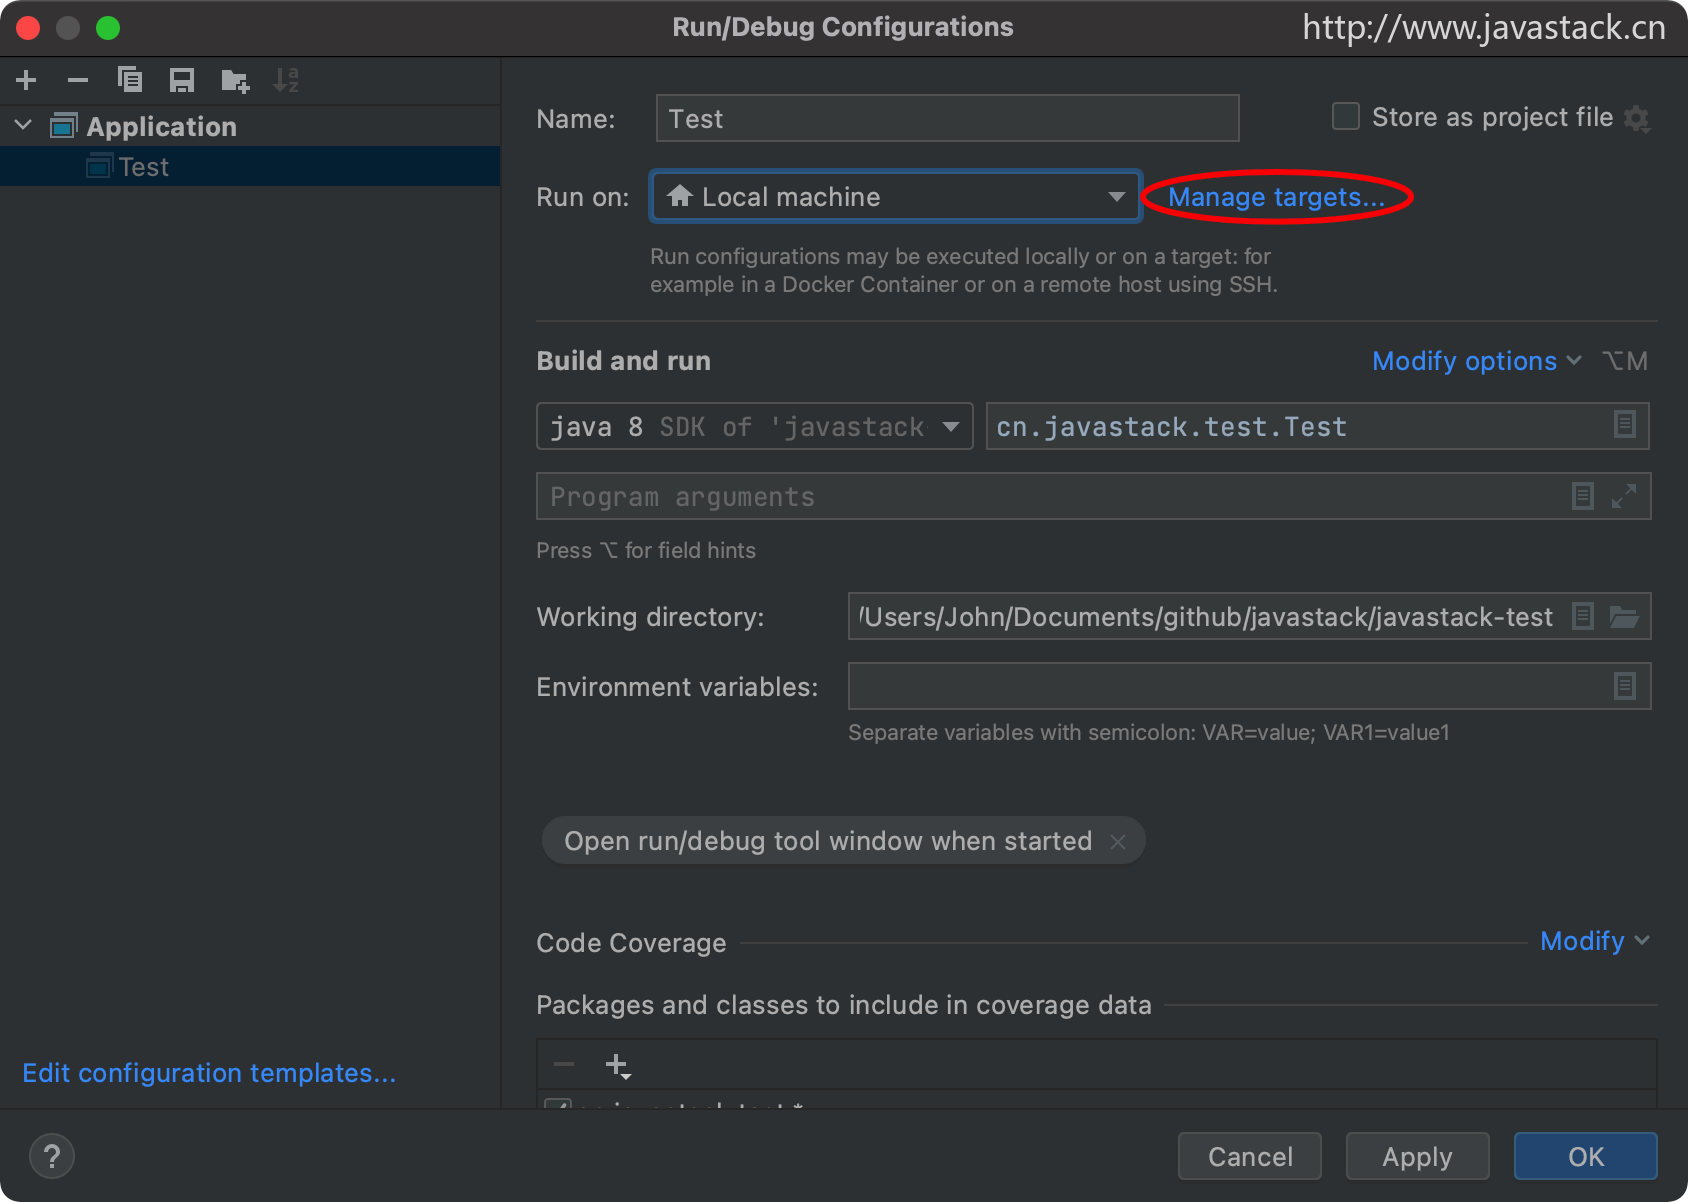 Run/Debug Configurations
http://www.javastack.cn
Application
Test
Name: Test
Store as project file
Run on: Local machine Manage targets...
Run configurations may be executed locally or on a target: for
example in a Docker Container or on a remote host using SSH.
Build and run
Modify options ⌥M
java 8 SDK of 'javastack-
cn.javastack.test.Test
Program arguments
Press ⌥ for field hints
Working directory: /Users/John/Documents/github/javastack/javastack-test
Environment variables:
Separate variables with semicolon: VAR=value; VAR1=value1
Open run/debug tool window when started
Code Coverage
Modify
Packages and classes to include in coverage data
Edit configuration templates...
?
Cancel
Apply
OK